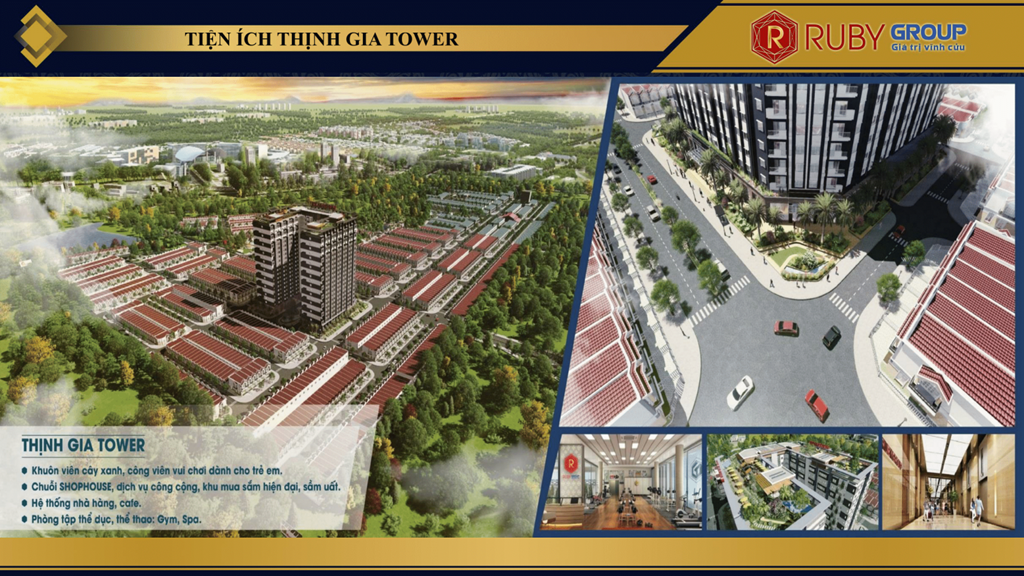 TIỆN ÍCH THỊNH GIA TOWER
RUBY GROUP
Giá trị vĩnh cửu
THỊNH GIA TOWER
Khuôn viên cây xanh, công viên vui chơi dành cho trẻ em.
Chuỗi SHOPHOUSE, dịch vụ công cộng, khu mua sắm hiện đại, sầm uất.
Hệ thống nhà hàng, cafe.
Phòng tập thể dục, thể thao: Gym, Spa.